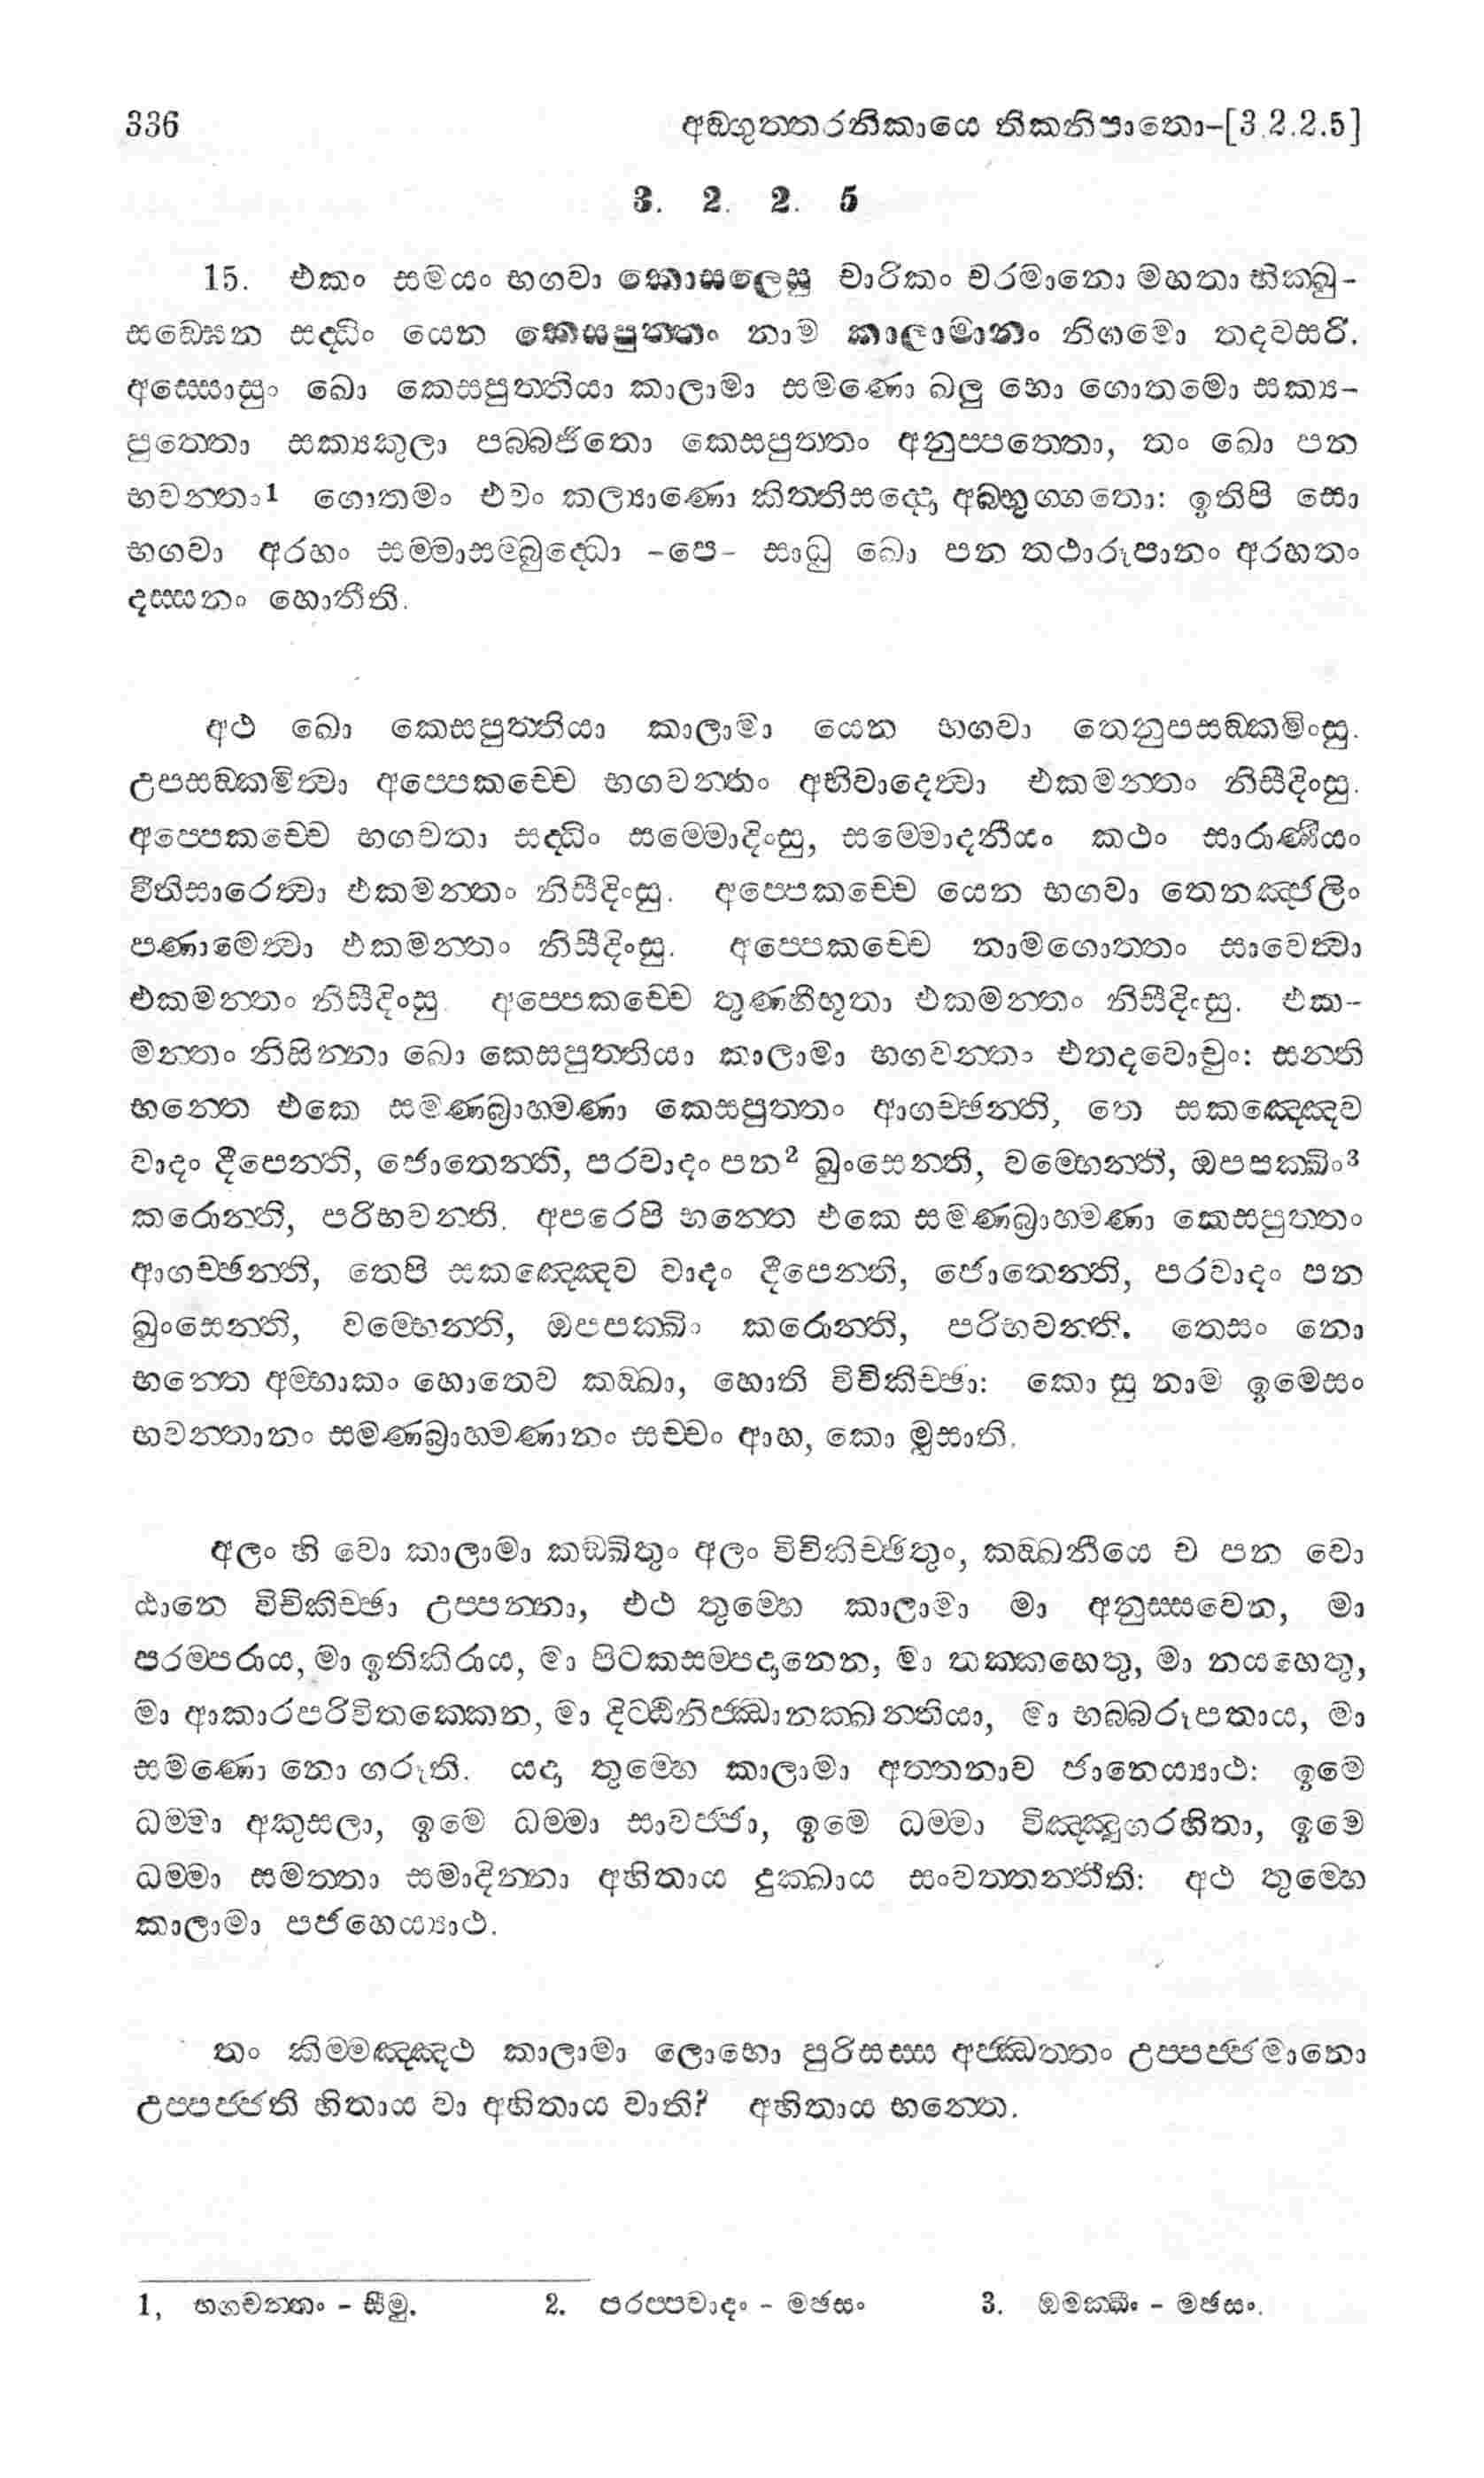 336 අඞ්ගුත්තරනිකායෙ තිකනිපාතො–[3.2.2.5]
3. 2. 2. 5
15. එකං සමයං භගවා කොසලෙසු චාරිකං චරමානො මහතා භික්ඛු-
සඞ්ඝෙන සද්ධිං යෙන කෙසපුත්තං නාම කාලාමානං නිගමො තදවසරි.
අස්සොසුං ඛො කෙසපුත්තියා කාලාමා සමණො ඛලු භො ගොතමො සක්‍ය-
පුත්තො සක්‍යකුලා පබ්බජිතො කෙසපුත්තං අනුප්පත්තො, තං ඛො පන
භවන්තං1 ගොතමං එවං කල්‍යාණො කිත්තිසද්දො අබ්භුග්ගතො: ඉතිපි සො
භගවා අරහං සම්මාසම්බුද්ධො -පෙ- සාධු ඛො පන තථාරූපානං අරහතං
දස්සනං හොතීති.
අථ ඛො කෙසපුත්තියා කාලාමා යෙන භගවා තෙනුපසඞ්කමිංසු.
උපසඞ්කමිත්වා අප්පෙකච්චෙ භගවන්තං අභිවාදෙත්වා එකමන්තං නිසීදිංසු.
අප්පෙකච්චෙ භගවතා සද්ධිං සම්මොදිංසු, සම්මොදනීයං කථං සාරාණීයං
වීතිසාරෙත්වා එකමන්තං නිසීදිංසු. අප්පෙකච්චෙ යෙන භගවා තෙනඤ්ජලිං
පණාමෙත්වා එකමන්තං නිසීදිංසු. අප්පෙකච්චෙ නාමගොත්තං සාවෙත්වා
එකමන්තං නිසීදිංසු. අප්පෙකච්චෙ තුණ්හීභූතා එකමන්තං නිසීදිංසු. එක-
මන්තං නිසින්නා ඛො කෙසපුත්තියා කාලාමා භගවන්තං එතදවොචුං: සන්ති
භන්තෙ එකෙ සමණබ්‍රාහ්මණා කෙසපුත්තං ආගච්ඡන්ති, තෙ සකඤ්ඤෙව
වාදං දීපෙන්ති, ජොතෙන්ති, පරවාදං පන2 ඛුංසෙන්ති, වම්භෙන්ති, ඔපපක්ඛිං3
කරොන්ති, පරිභවන්ති. අපරෙපි භන්තෙ එකෙ සමණබ්‍රාහ්මණා කෙසපුත්තං
ආගච්ඡන්ති, තෙපි සකඤ්ඤෙව වාදං දීපෙන්ති, ජොතෙන්ති, පරවාදං පන
ඛුංසෙන්ති, වම්භෙන්ති, ඔපපක්ඛිං කරොන්ති, පරිභවන්ති. තෙසං නො
භන්තෙ අම්හාකං හොතෙව කඞ්ඛා, හොති විචිකිච්ඡා: කො සු නාම ඉමෙසං
භවන්තානං සමණබ්‍රාහ්මණානං සච්චං ආහ, කො මුසාති.
අලං හි වො කාලාමා කඞ්ඛිතුං අලං විචිකිච්ඡිතුං, කඞ්ඛනීයෙ ච පන වො
ඨානෙ විචිකිච්ඡා උප්පන්නා, එථ තුම්හෙ කාලාමා මා අනුස්සවෙන, මා
පරම්පරාය, මා ඉතිකිරාය, මා පිටකසම්පදානෙන, මා තක්කහෙතු, මා නයහෙතු,
මා ආකාරපරිවිතක්කෙන, මා දිට්ඨිනිජ්ඣානක්ඛන්තියා, මා භබ්බරූපතාය, මා
සමණො නො ගරූති. යදා තුම්හෙ කාලාමා අත්තනාව ජානෙය්‍යාථ: ඉමෙ
ධම්මා අකුසලා, ඉමෙ ධම්මා සාවජ්ජා, ඉමෙ ධම්මා විඤ්ඤුගරහිතා, ඉමෙ
ධම්මා සමත්තා සමාදින්නා අහිතාය දුක්ඛාය සංවත්තන්තීති: අථ තුම්හෙ
කාලාමා පජහෙය්‍යාථ.
තං කිම්මඤ්ඤථ කාලාමා ලොභො පුරිසස්ස අජ්ඣත්තං උප්පජ්ජමානො
උප්පජ්ජති හිතාය වා අහිතාය වාති? අහිතාය භන්තෙ.
1, භගවන්තං - සීමු. 2. පරප්පවාදං - මඡසං 3. ඔමක්ඛිං - මඡසං.